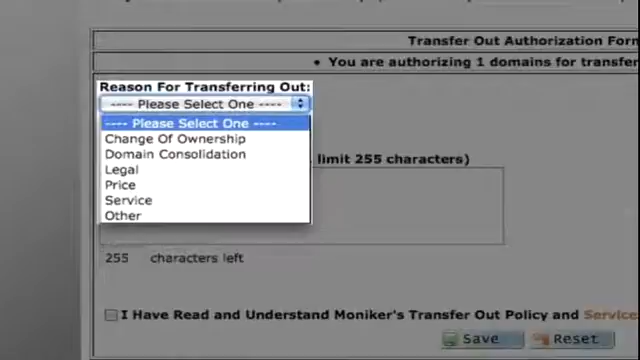 Transfer Out Authorization Form
• You are authorizing 1 domains for transfer
Reason For Transferring Out:
---- Please Select One ----
---- Please Select One ----
Change Of Ownership
Domain Consolidation
Legal
Price
Service
Other
limit 255 characters)
255 characters left
I Have Read and Understand Moniker's Transfer Out Policy and Service
Save Reset